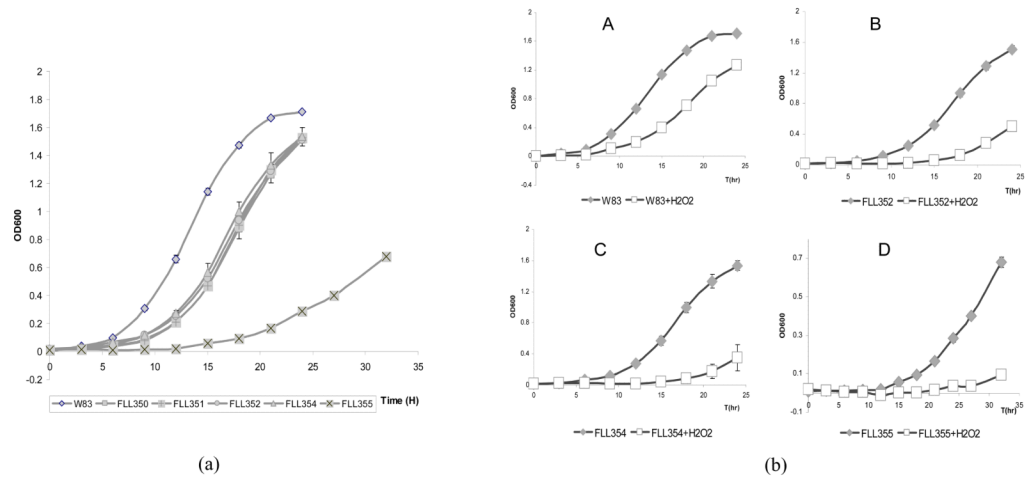 2
1.8
1.6
1.4
1.2
1
0.8
0.6
0.4
0.2
0
-0.2
OD600
0 5 10 15 20 25 30 35
Time (H)
W83 FLL350 FLL351 FLL352 FLL354 FLL355
(a)
A
2
1.6
1.2
0.8
0.4
0
-0.4
OD600
0 5 10 15 20 25
T(hr)
W83 W83+H2O2
B
2
1.6
1.2
0.8
0.4
0
OD600
0 5 10 15 20 25
T(hr)
FLL352 FLL352+H2O2
C
2
1.6
1.2
0.8
0.4
0
OD600
0 5 10 15 20 25
T(hr)
FLL354 FLL354+H2O2
D
0.7
0.5
0.3
0.1
-0.1
OD600
0 5 10 15 20 25 30 35
T(hr)
FLL355 FLL355+H2O2
(b)